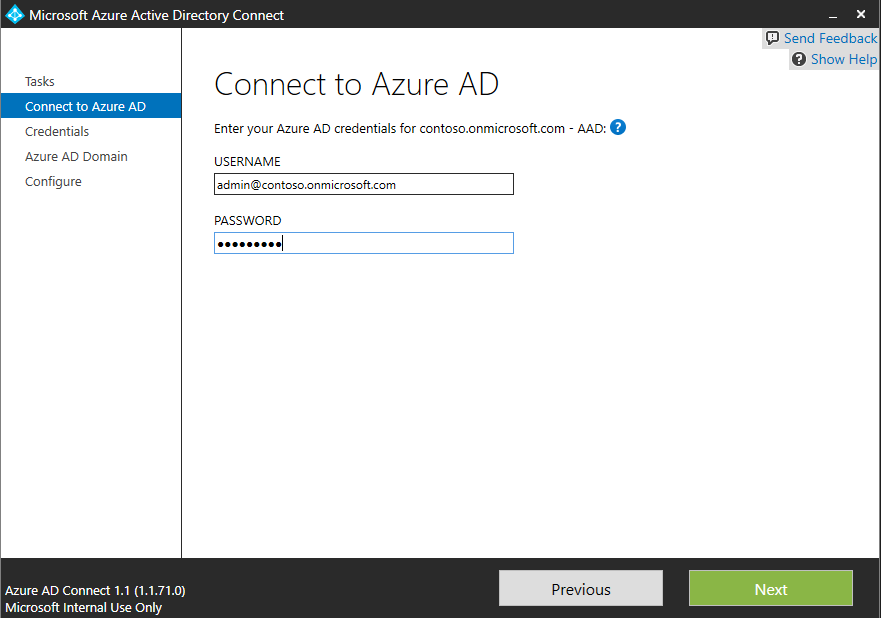 Microsoft Azure Active Directory Connect
Send Feedback
Show Help
Tasks
Connect to Azure AD
Credentials
Azure AD Domain
Configure
Connect to Azure AD
Enter your Azure AD credentials for contoso.onmicrosoft.com - AAD: ?
USERNAME
admin@contoso.onmicrosoft.com
PASSWORD
●●●●●●●●●
Azure AD Connect 1.1 (1.1.71.0)
Microsoft Internal Use Only
Previous
Next